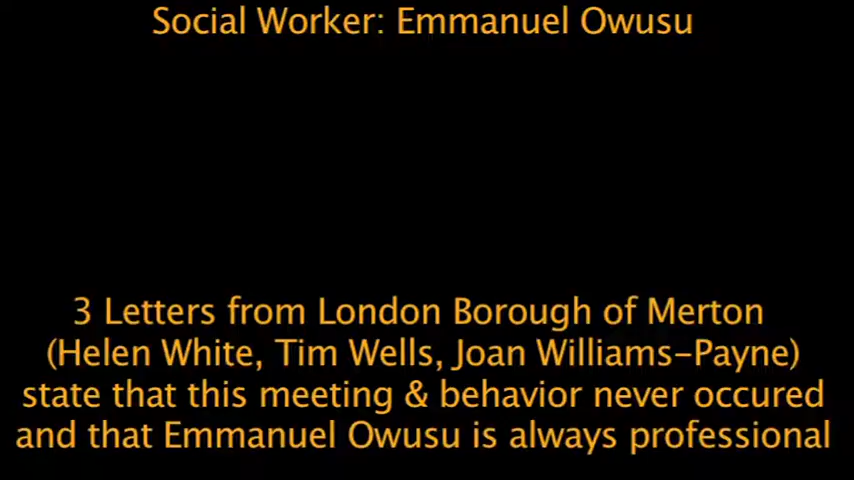 Social Worker: Emmanuel Owusu
3 Letters from London Borough of Merton
(Helen White, Tim Wells, Joan Williams-Payne)
state that this meeting & behavior never occured
and that Emmanuel Owusu is always professional